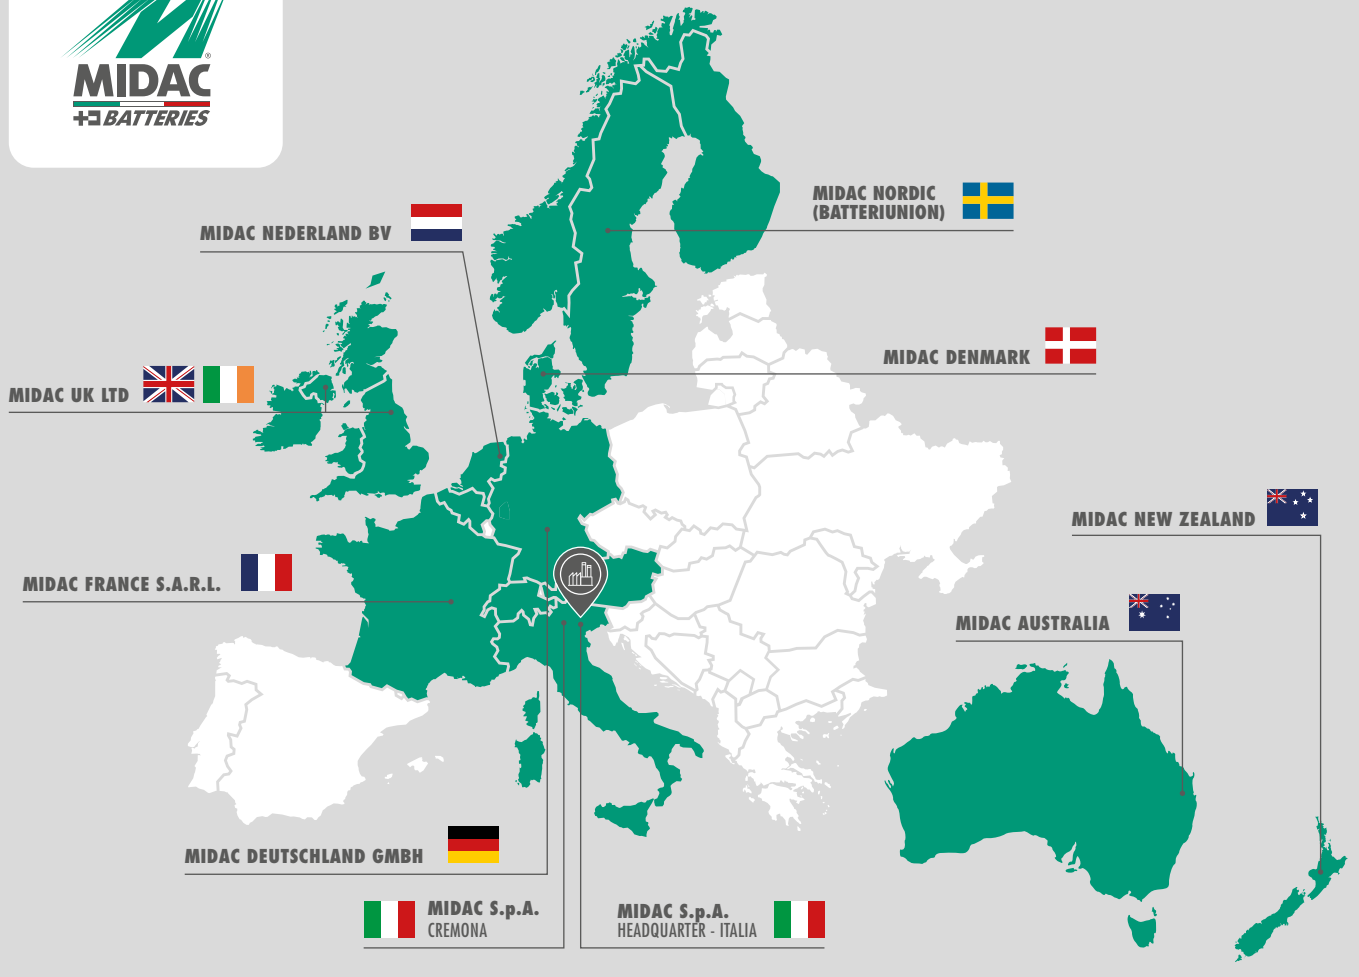 MIDAC
BATTERIES
MIDAC NORDIC
(BATTERIUNION)
MIDAC NEDERLAND BV
MIDAC DENMARK
MIDAC UK LTD
MIDAC NEW ZEALAND
MIDAC FRANCE S.A.R.L.
MIDAC AUSTRALIA
MIDAC DEUTSCHLAND GMBH
MIDAC S.p.A.
CREMONA
MIDAC S.p.A.
HEADQUARTER - ITALIA